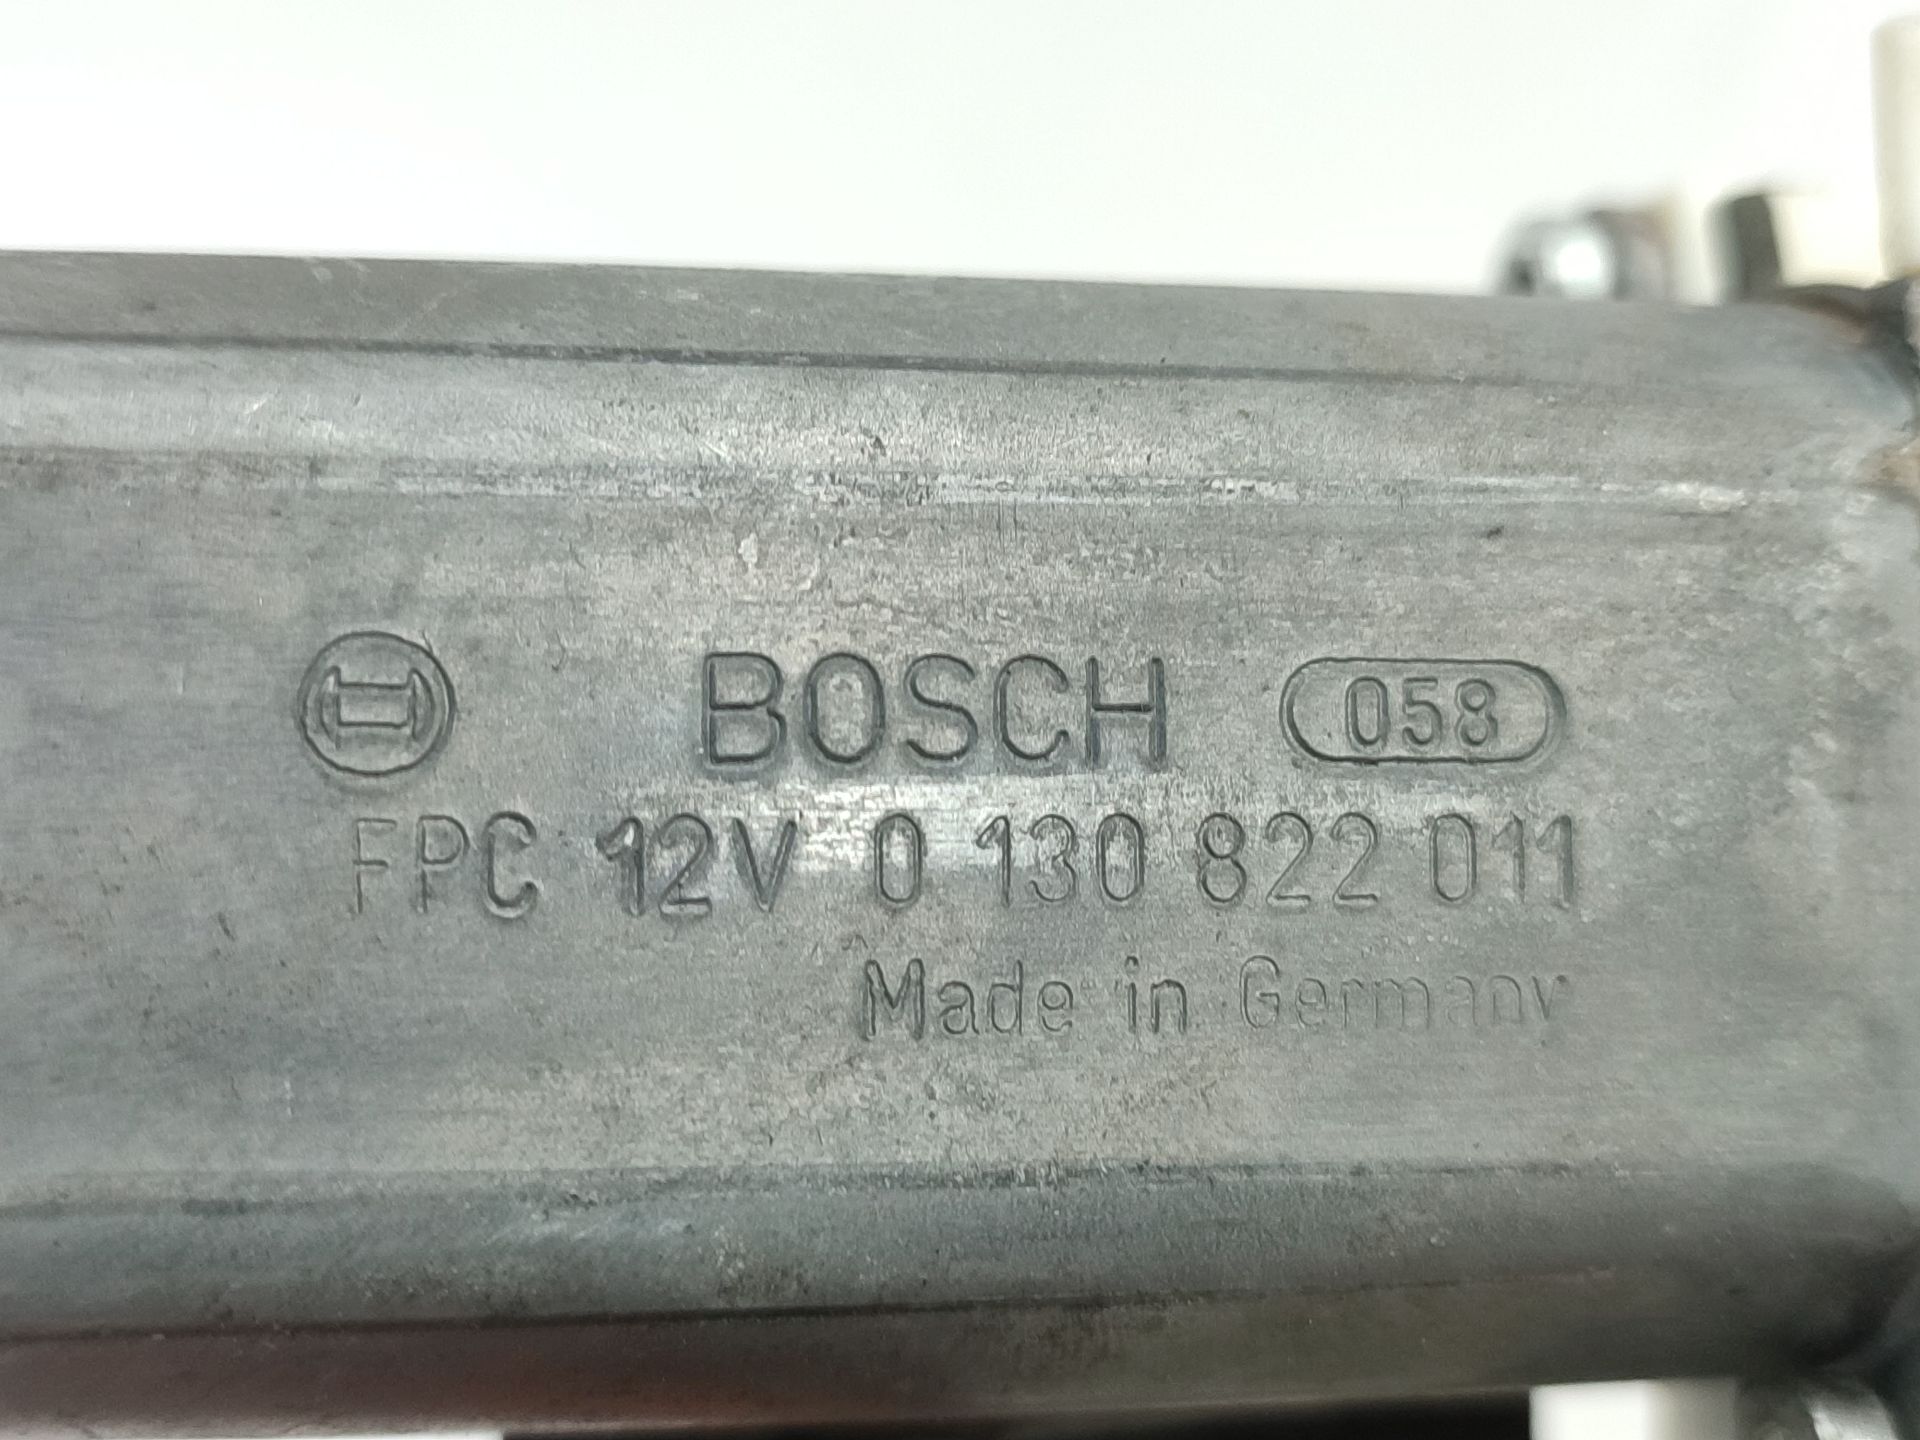 BOSCH 058
FPC 12V 0 130 822 011
Made in Germany